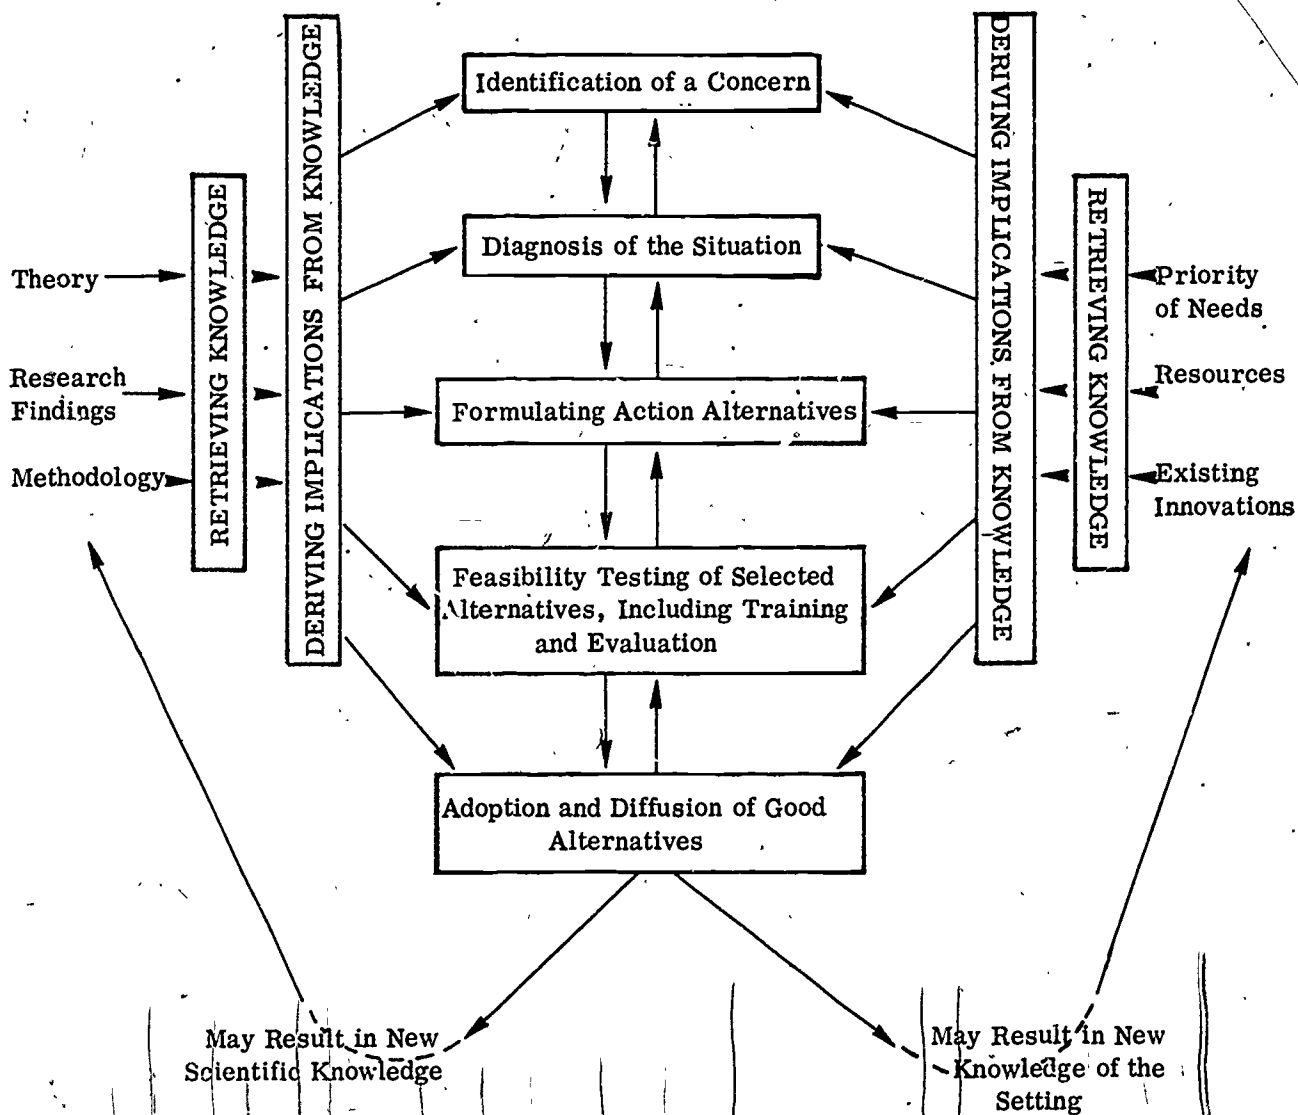 Identification of a Concern
Diagnosis of the Situation
Formulating Action Alternatives
Feasibility Testing of Selected
Alternatives, Including Training
and Evaluation
Adoption and Diffusion of Good
Alternatives
DERIVING IMPLICATIONS FROM KNOWLEDGE
RETRIEVING KNOWLEDGE
Theory
Research
Findings
Methodology
DERIVING IMPLICATIONS FROM KNOWLEDGE
RETRIEVING KNOWLEDGE
Priority
of Needs
Resources
Existing
Innovations
May Result in New
Scientific Knowledge
May Result in New
Knowledge of the
Setting